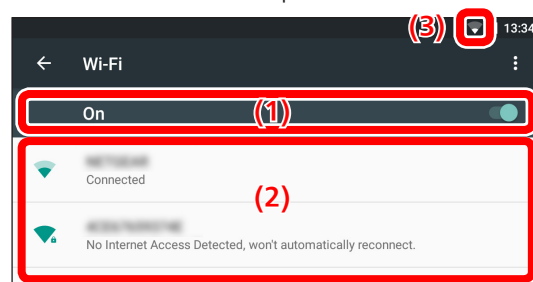 (3) 13:34
Wi-Fi
On (1)
Connected
(2)
No Internet Access Detected, won't automatically reconnect.